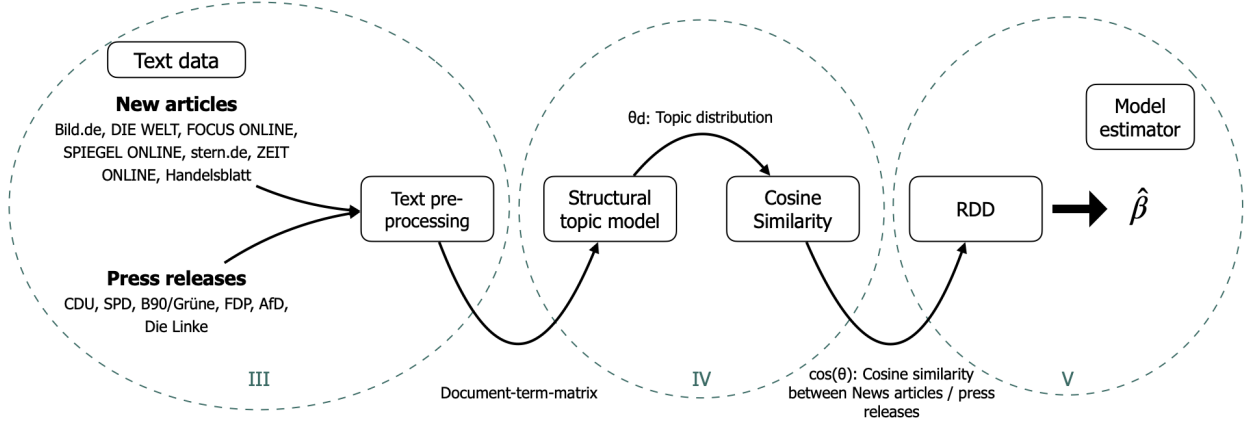 Text data
New articles
Bild.de, DIE WELT, FOCUS ONLINE,
SPIEGEL ONLINE, stern.de, ZEIT
ONLINE, Handelsblatt
Press releases
CDU, SPD, B90/Grüne, FDP, AfD,
Die Linke
Text pre-
processing
III
Document-term-matrix
Structural
topic model
θd: Topic distribution
Cosine
Similarity
IV
cos(θ): Cosine similarity
between News articles / press
releases
RDD
Model
estimator
β̂
V